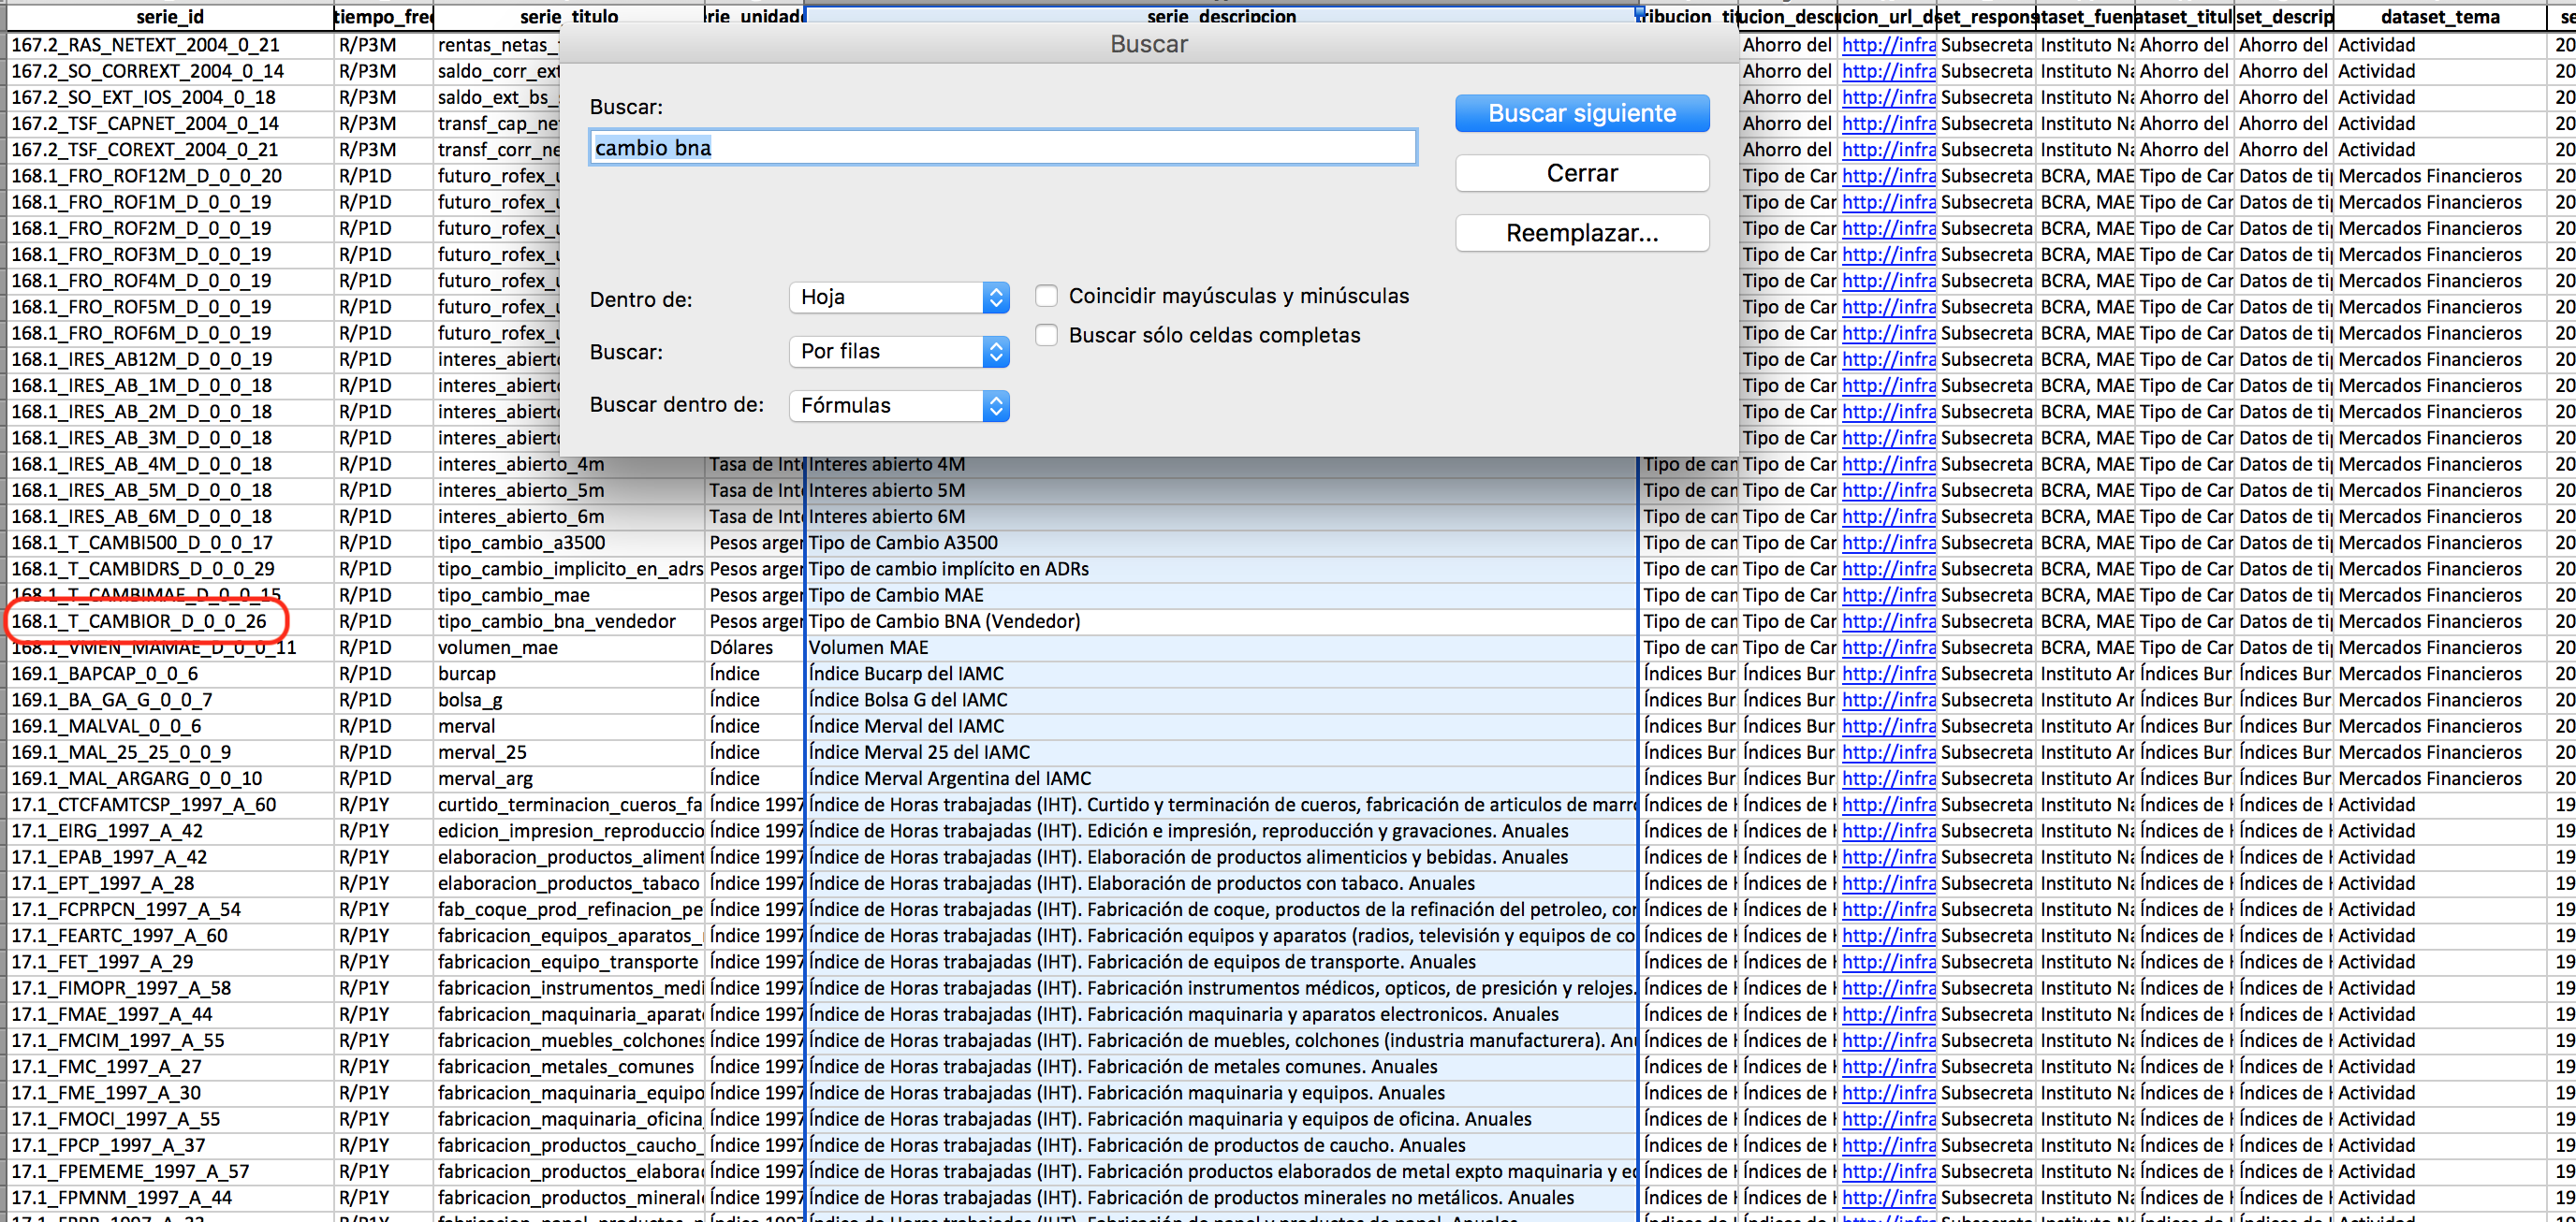 serie_id tiempo_frec serie_titulo rie_unidade serie_descripcion ribucion_tit ucion_descr ucion_url_d set_respons ataset_fuen ataset_titul set_descrip dataset_tema se
Buscar
167.2_RAS_NETEXT_2004_0_21 R/P3M rentas_netas_ Ahorro del http://infra Subsecreta Instituto Na Ahorro del Ahorro del Actividad 20
167.2_SO_CORREXT_2004_0_14 R/P3M saldo_corr_ext Ahorro del http://infra Subsecreta Instituto Na Ahorro del Ahorro del Actividad 20
167.2_SO_EXT_IOS_2004_0_18 R/P3M saldo_ext_bs_ Ahorro del http://infra Subsecreta Instituto Na Ahorro del Ahorro del Actividad 20
167.2_TSF_CAPNET_2004_0_14 R/P3M transf_cap_ne Ahorro del http://infra Subsecreta Instituto Na Ahorro del Ahorro del Actividad 20
167.2_TSF_COREXT_2004_0_21 R/P3M transf_corr_ne Ahorro del http://infra Subsecreta Instituto Na Ahorro del Ahorro del Actividad 20
168.1_FRO_ROF12M_D_0_0_20 R/P1D futuro_rofex_u Tipo de Car http://infra Subsecreta BCRA, MAE Tipo de Car Datos de tip Mercados Financieros 20
168.1_FRO_ROF1M_D_0_0_19 R/P1D futuro_rofex_u Tipo de Car http://infra Subsecreta BCRA, MAE Tipo de Car Datos de tip Mercados Financieros 20
168.1_FRO_ROF2M_D_0_0_19 R/P1D futuro_rofex_u Tipo de Car http://infra Subsecreta BCRA, MAE Tipo de Car Datos de tip Mercados Financieros 20
168.1_FRO_ROF3M_D_0_0_19 R/P1D futuro_rofex_u Tipo de Car http://infra Subsecreta BCRA, MAE Tipo de Car Datos de tip Mercados Financieros 20
168.1_FRO_ROF4M_D_0_0_19 R/P1D futuro_rofex_u Tipo de Car http://infra Subsecreta BCRA, MAE Tipo de Car Datos de tip Mercados Financieros 20
168.1_FRO_ROF5M_D_0_0_19 R/P1D futuro_rofex_u Tipo de Car http://infra Subsecreta BCRA, MAE Tipo de Car Datos de tip Mercados Financieros 20
168.1_FRO_ROF6M_D_0_0_19 R/P1D futuro_rofex_u Tipo de Car http://infra Subsecreta BCRA, MAE Tipo de Car Datos de tip Mercados Financieros 20
168.1_IRES_AB12M_D_0_0_19 R/P1D interes_abierto Tipo de Car http://infra Subsecreta BCRA, MAE Tipo de Car Datos de tip Mercados Financieros 20
168.1_IRES_AB_1M_D_0_0_18 R/P1D interes_abierto Tipo de Car http://infra Subsecreta BCRA, MAE Tipo de Car Datos de tip Mercados Financieros 20
168.1_IRES_AB_2M_D_0_0_18 R/P1D interes_abierto Tipo de Car http://infra Subsecreta BCRA, MAE Tipo de Car Datos de tip Mercados Financieros 20
168.1_IRES_AB_3M_D_0_0_18 R/P1D interes_abierto Tipo de Car http://infra Subsecreta BCRA, MAE Tipo de Car Datos de tip Mercados Financieros 20
Buscar:
cambio bna
Buscar siguiente
Cerrar
Reemplazar...
Dentro de: Hoja
Coincidir mayúsculas y minúsculas
Buscar: Por filas
Buscar sólo celdas completas
Buscar dentro de: Fórmulas
168.1_IRES_AB_4M_D_0_0_18 R/P1D interes_abierto_4m Tasa de Inte Interes abierto 4M Tipo de can Tipo de Car http://infra Subsecreta BCRA, MAE Tipo de Car Datos de tip Mercados Financieros 20
168.1_IRES_AB_5M_D_0_0_18 R/P1D interes_abierto_5m Tasa de Inte Interes abierto 5M Tipo de can Tipo de Car http://infra Subsecreta BCRA, MAE Tipo de Car Datos de tip Mercados Financieros 20
168.1_IRES_AB_6M_D_0_0_18 R/P1D interes_abierto_6m Tasa de Inte Interes abierto 6M Tipo de can Tipo de Car http://infra Subsecreta BCRA, MAE Tipo de Car Datos de tip Mercados Financieros 20
168.1_T_CAMBI500_D_0_0_17 R/P1D tipo_cambio_a3500 Pesos argen Tipo de Cambio A3500 Tipo de can Tipo de Car http://infra Subsecreta BCRA, MAE Tipo de Car Datos de tip Mercados Financieros 20
168.1_T_CAMBIDRS_D_0_0_29 R/P1D tipo_cambio_implicito_en_adrs Pesos argen Tipo de cambio implícito en ADRs Tipo de can Tipo de Car http://infra Subsecreta BCRA, MAE Tipo de Car Datos de tip Mercados Financieros 20
168.1_T_CAMBIMAE_D_0_0_15 R/P1D tipo_cambio_mae Pesos argen Tipo de Cambio MAE Tipo de can Tipo de Car http://infra Subsecreta BCRA, MAE Tipo de Car Datos de tip Mercados Financieros 20
168.1_T_CAMBIOR_D_0_0_26 R/P1D tipo_cambio_bna_vendedor Pesos argen Tipo de Cambio BNA (Vendedor) Tipo de can Tipo de Car http://infra Subsecreta BCRA, MAE Tipo de Car Datos de tip Mercados Financieros 20
168.1_VMEN_MAMAE_D_0_0_11 R/P1D volumen_mae Dólares Volumen MAE Tipo de can Tipo de Car http://infra Subsecreta BCRA, MAE Tipo de Car Datos de tip Mercados Financieros 20
169.1_BAPCAP_0_0_6 R/P1D burcap Índice Índice Bucarp del IAMC Índices Bur Índices Bur http://infra Subsecreta Instituto Ar Índices Bur Índices Bur Mercados Financieros 20
169.1_BA_GA_G_0_0_7 R/P1D bolsa_g Índice Índice Bolsa G del IAMC Índices Bur Índices Bur http://infra Subsecreta Instituto Ar Índices Bur Índices Bur Mercados Financieros 20
169.1_MALVAL_0_0_6 R/P1D merval Índice Índice Merval del IAMC Índices Bur Índices Bur http://infra Subsecreta Instituto Ar Índices Bur Índices Bur Mercados Financieros 20
169.1_MAL_25_25_0_0_9 R/P1D merval_25 Índice Índice Merval 25 del IAMC Índices Bur Índices Bur http://infra Subsecreta Instituto Ar Índices Bur Índices Bur Mercados Financieros 20
169.1_MAL_ARGARG_0_0_10 R/P1D merval_arg Índice Índice Merval Argentina del IAMC Índices Bur Índices Bur http://infra Subsecreta Instituto Ar Índices Bur Índices Bur Mercados Financieros 20
17.1_CTCFAMTCSP_1997_A_60 R/P1Y curtido_terminacion_cueros_fa Índice 1997 Índice de Horas trabajadas (IHT). Curtido y terminación de cueros, fabricación de articulos de marro Índices de H Índices de H http://infra Subsecreta Instituto Na Índices de H Índices de H Actividad 19
17.1_EIRG_1997_A_42 R/P1Y edicion_impresion_reproduccio Índice 1997 Índice de Horas trabajadas (IHT). Edición e impresión, reproducción y gravaciones. Anuales Índices de H Índices de H http://infra Subsecreta Instituto Na Índices de H Índices de H Actividad 19
17.1_EPAB_1997_A_42 R/P1Y elaboracion_productos_aliment Índice 1997 Índice de Horas trabajadas (IHT). Elaboración de productos alimenticios y bebidas. Anuales Índices de H Índices de H http://infra Subsecreta Instituto Na Índices de H Índices de H Actividad 19
17.1_EPT_1997_A_28 R/P1Y elaboracion_productos_tabaco Índice 1997 Índice de Horas trabajadas (IHT). Elaboración de productos con tabaco. Anuales Índices de H Índices de H http://infra Subsecreta Instituto Na Índices de H Índices de H Actividad 19
17.1_FCPRPCN_1997_A_54 R/P1Y fab_coque_prod_refinacion_pe Índice 1997 Índice de Horas trabajadas (IHT). Fabricación de coque, productos de la refinación del petroleo, cor Índices de H Índices de H http://infra Subsecreta Instituto Na Índices de H Índices de H Actividad 19
17.1_FEARTC_1997_A_60 R/P1Y fabricacion_equipos_aparatos_ Índice 1997 Índice de Horas trabajadas (IHT). Fabricación equipos y aparatos (radios, televisión y equipos de co Índices de H Índices de H http://infra Subsecreta Instituto Na Índices de H Índices de H Actividad 19
17.1_FET_1997_A_29 R/P1Y fabricacion_equipo_transporte Índice 1997 Índice de Horas trabajadas (IHT). Fabricación de equipos de transporte. Anuales Índices de H Índices de H http://infra Subsecreta Instituto Na Índices de H Índices de H Actividad 19
17.1_FIMOPR_1997_A_58 R/P1Y fabricacion_instrumentos_medi Índice 1997 Índice de Horas trabajadas (IHT). Fabricación instrumentos médicos, opticos, de presición y relojes. Índices de H Índices de H http://infra Subsecreta Instituto Na Índices de H Índices de H Actividad 19
17.1_FMAE_1997_A_44 R/P1Y fabricacion_maquinaria_aparat Índice 1997 Índice de Horas trabajadas (IHT). Fabricación maquinaria y aparatos electronicos. Anuales Índices de H Índices de H http://infra Subsecreta Instituto Na Índices de H Índices de H Actividad 19
17.1_FMCIM_1997_A_55 R/P1Y fabricacion_muebles_colchones Índice 1997 Índice de Horas trabajadas (IHT). Fabricación de muebles, colchones (industria manufacturera). Anu Índices de H Índices de H http://infra Subsecreta Instituto Na Índices de H Índices de H Actividad 19
17.1_FMC_1997_A_27 R/P1Y fabricacion_metales_comunes Índice 1997 Índice de Horas trabajadas (IHT). Fabricación de metales comunes. Anuales Índices de H Índices de H http://infra Subsecreta Instituto Na Índices de H Índices de H Actividad 19
17.1_FME_1997_A_30 R/P1Y fabricacion_maquinaria_equipo Índice 1997 Índice de Horas trabajadas (IHT). Fabricación maquinaria y equipos. Anuales Índices de H Índices de H http://infra Subsecreta Instituto Na Índices de H Índices de H Actividad 19
17.1_FMOCI_1997_A_55 R/P1Y fabricacion_maquinaria_oficina_ Índice 1997 Índice de Horas trabajadas (IHT). Fabricación maquinaria y equipos de oficina. Anuales Índices de H Índices de H http://infra Subsecreta Instituto Na Índices de H Índices de H Actividad 19
17.1_FPCP_1997_A_37 R/P1Y fabricacion_productos_caucho_ Índice 1997 Índice de Horas trabajadas (IHT). Fabricación de productos de caucho. Anuales Índices de H Índices de H http://infra Subsecreta Instituto Na Índices de H Índices de H Actividad 19
17.1_FPEMEME_1997_A_57 R/P1Y fabricacion_productos_elabora Índice 1997 Índice de Horas trabajadas (IHT). Fabricación productos elaborados de metal expto maquinaria y ec Índices de H Índices de H http://infra Subsecreta Instituto Na Índices de H Índices de H Actividad 19
17.1_FPMNM_1997_A_44 R/P1Y fabricacion_productos_mineral Índice 1997 Índice de Horas trabajadas (IHT). Fabricación de productos minerales no metálicos. Anuales Índices de H Índices de H http://infra Subsecreta Instituto Na Índices de H Índices de H Actividad 19